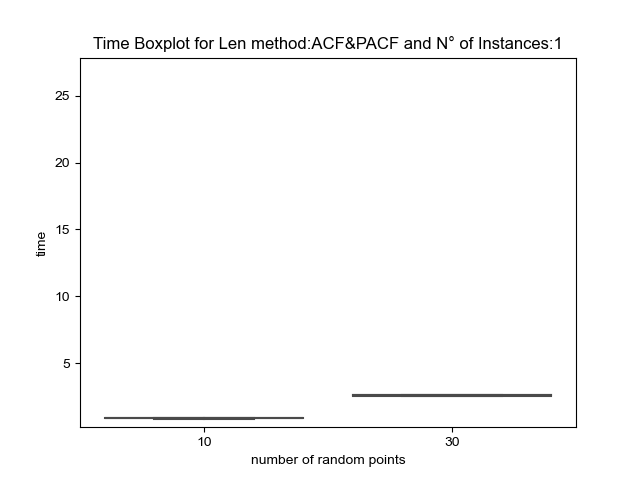 Time Boxplot for Len method:ACF&PACF and N° of Instances:1
25
20
15
10
5
time
10 30
number of random points